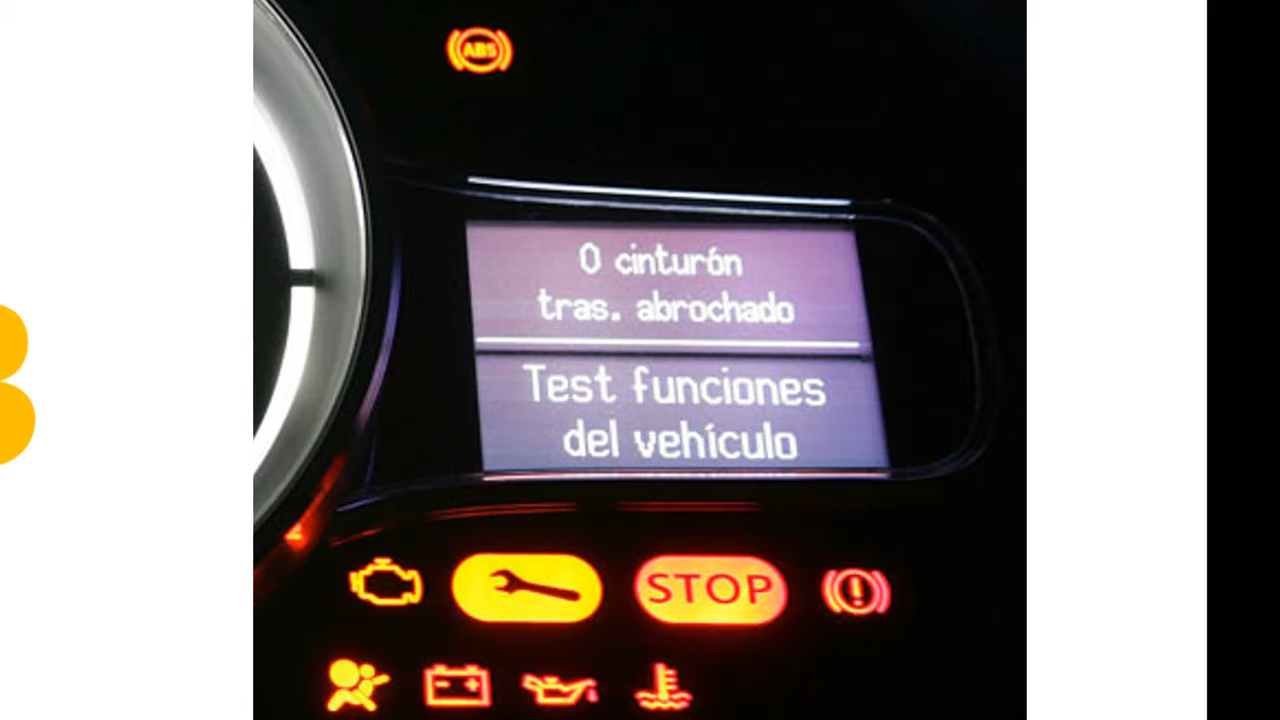 ABS
0 cinturón
tras. abrochado
Test funciones
del vehículo
STOP